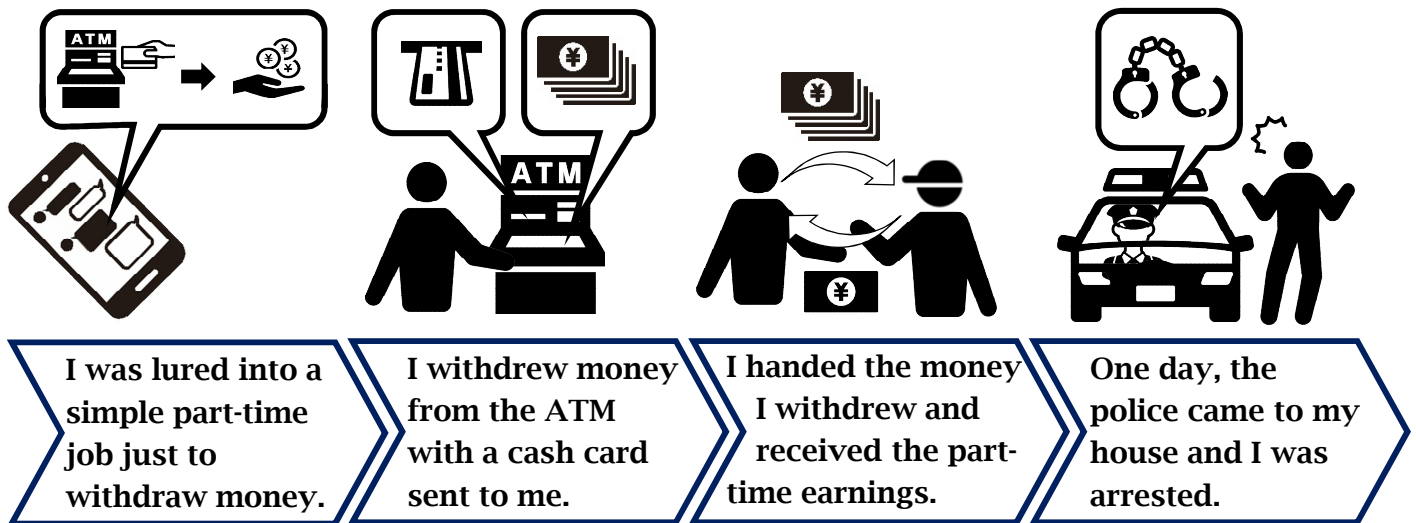 ATM
¥
¥
¥
¥
ATM
¥
¥
I was lured into a
simple part-time
job just to
withdraw money.
I withdrew money
from the ATM
with a cash card
sent to me.
I handed the money
I withdrew and
received the part-
time earnings.
One day, the
police came to my
house and I was
arrested.